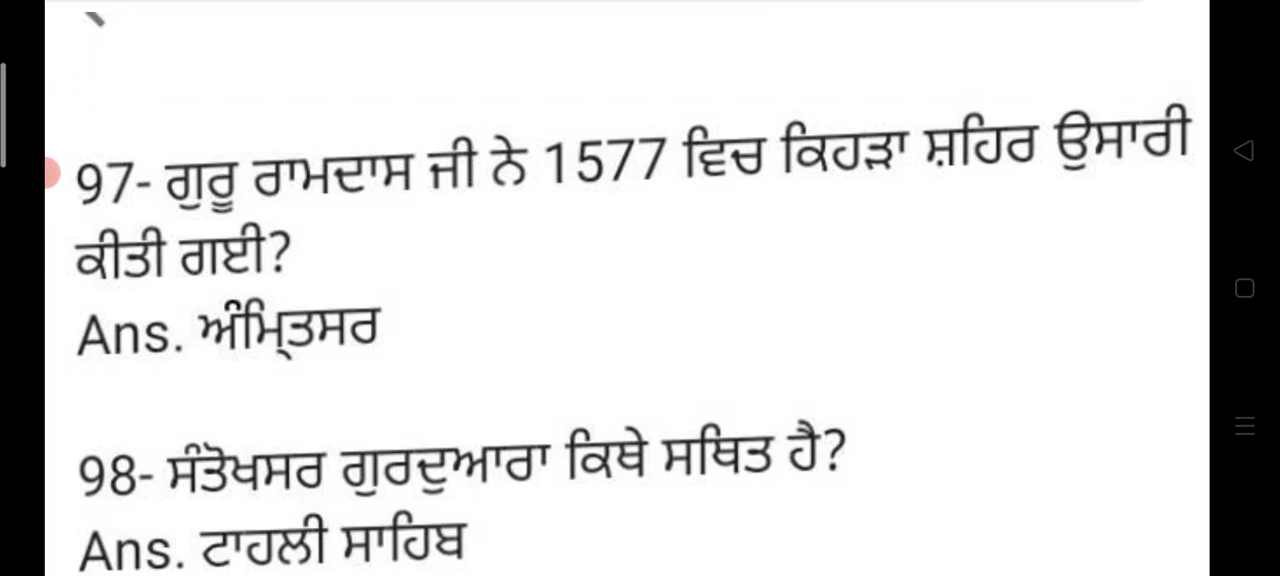 97- ਗੁਰੂ ਰਾਮਦਾਸ ਜੀ ਨੇ 1577 ਵਿਚ ਕਿਹੜਾ ਸ਼ਹਿਰ ਉਸਾਰੀ
ਕੀਤੀ ਗਈ?
Ans. ਅੰਮ੍ਰਿਤਸਰ
98- ਸੰਤੋਖਸਰ ਗੁਰਦੁਆਰਾ ਕਿਥੇ ਸਥਿਤ ਹੈ?
Ans. ਟਾਹਲੀ ਸਾਹਿਬ